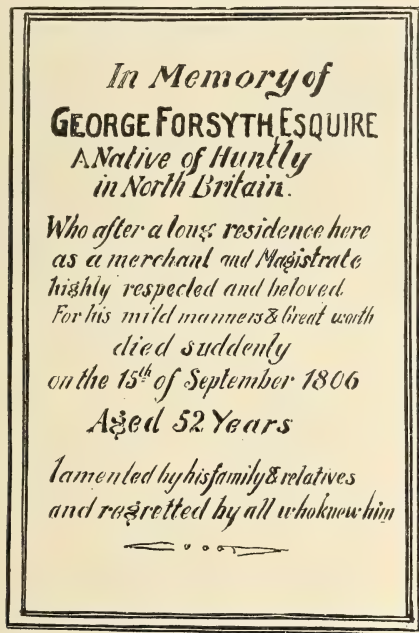 In Memory of
GEORGE FORSYTH ESQUIRE
A Native of Huntly
in North Britain.
Who after a long residence here
as a merchant and Magistrate
highly respected and beloved
For his mild manners & Great worth
died suddenly
on the 15th of September 1806
Aged 52 Years
lamented by his family & relatives
and regretted by all who knew him